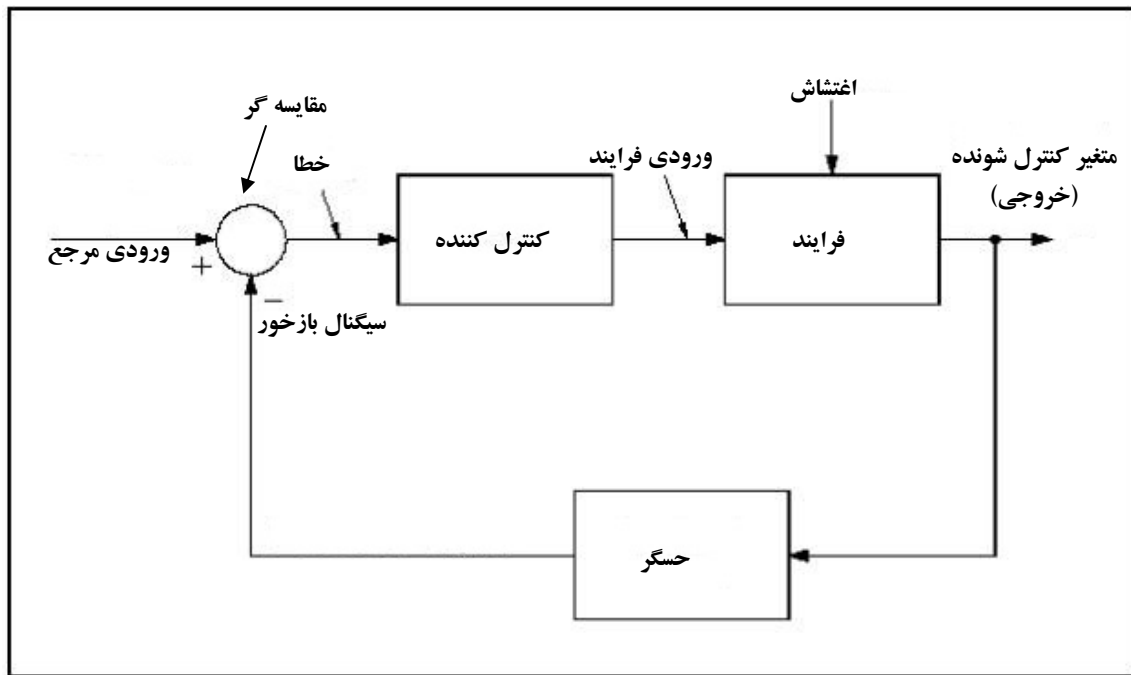 اغتشاش
مقایسه گر
متغیر کنترل شونده
(خروجی)
ورودی فرایند
خطا
فرایند
کنترل کننده
ورودی مرجع
+
−
سیگنال بازخور
حسگر